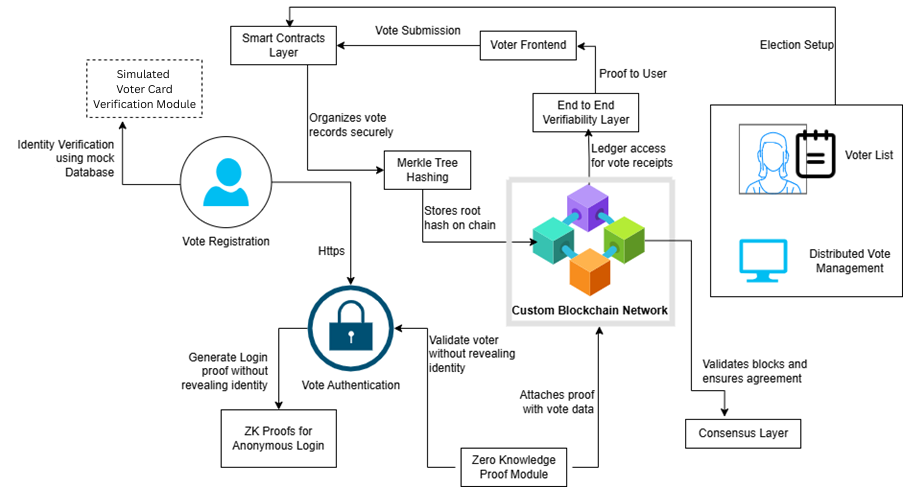 Smart Contracts
Layer
Vote Submission
Voter Frontend
Election Setup
Simulated
Voter Card
Verification Module
Proof to User
End to End
Verifiability Layer
Organizes vote
records securely
Identity Verification
using mock
Database
Ledger access
for vote receipts
Voter List
Merkle Tree
Hashing
Stores root
hash on chain
Vote Registration
Https
Distributed Vote
Management
Custom Blockchain Network
Validate voter
without revealing
identity
Generate Login
proof without
revealing identity
Vote Authentication
Validates blocks and
ensures agreement
Attaches proof
with vote data
ZK Proofs for
Anonymous Login
Consensus Layer
Zero Knowledge
Proof Module